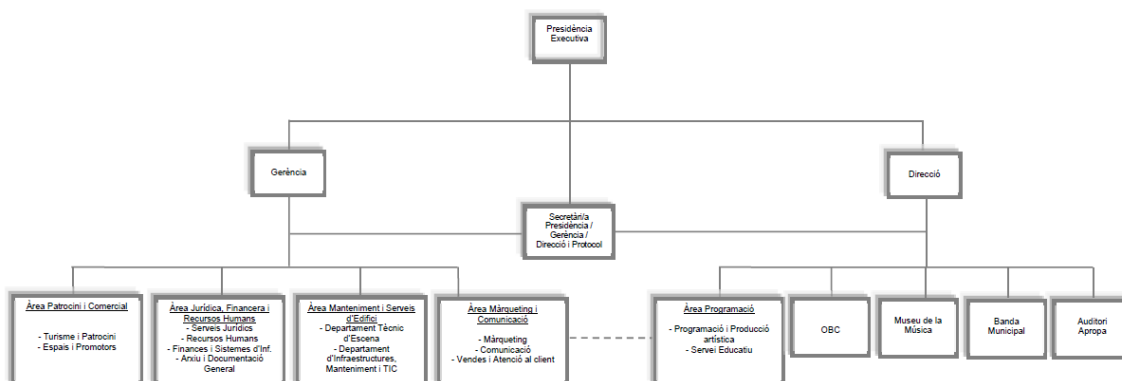 Presidència
Executiva
Gerència
Direcció
Secretàri/a
Presidència /
Gerència /
Direcció i Protocol
Àrea Patrocini i Comercial
- Turisme i Patrocini
- Espais i Promotors
Àrea Jurídica, Financera i
Recursos Humans
- Serveis Jurídics
- Recursos Humans
- Finances i Sistemes d'Inf.
- Arxiu i Documentació
General
Àrea Manteniment i Serveis
d'Edifici
- Departament Tècnic
d'Escena
- Departament
d'Infraestructures,
Manteniment i TIC
Àrea Màrqueting i
Comunicació
- Màrqueting
- Comunicació
- Vendes i Atenció al client
Àrea Programació
- Programació i Producció
artística
- Servei Educatiu
OBC
Museu de la
Música
Banda
Municipal
Auditori
Apropa